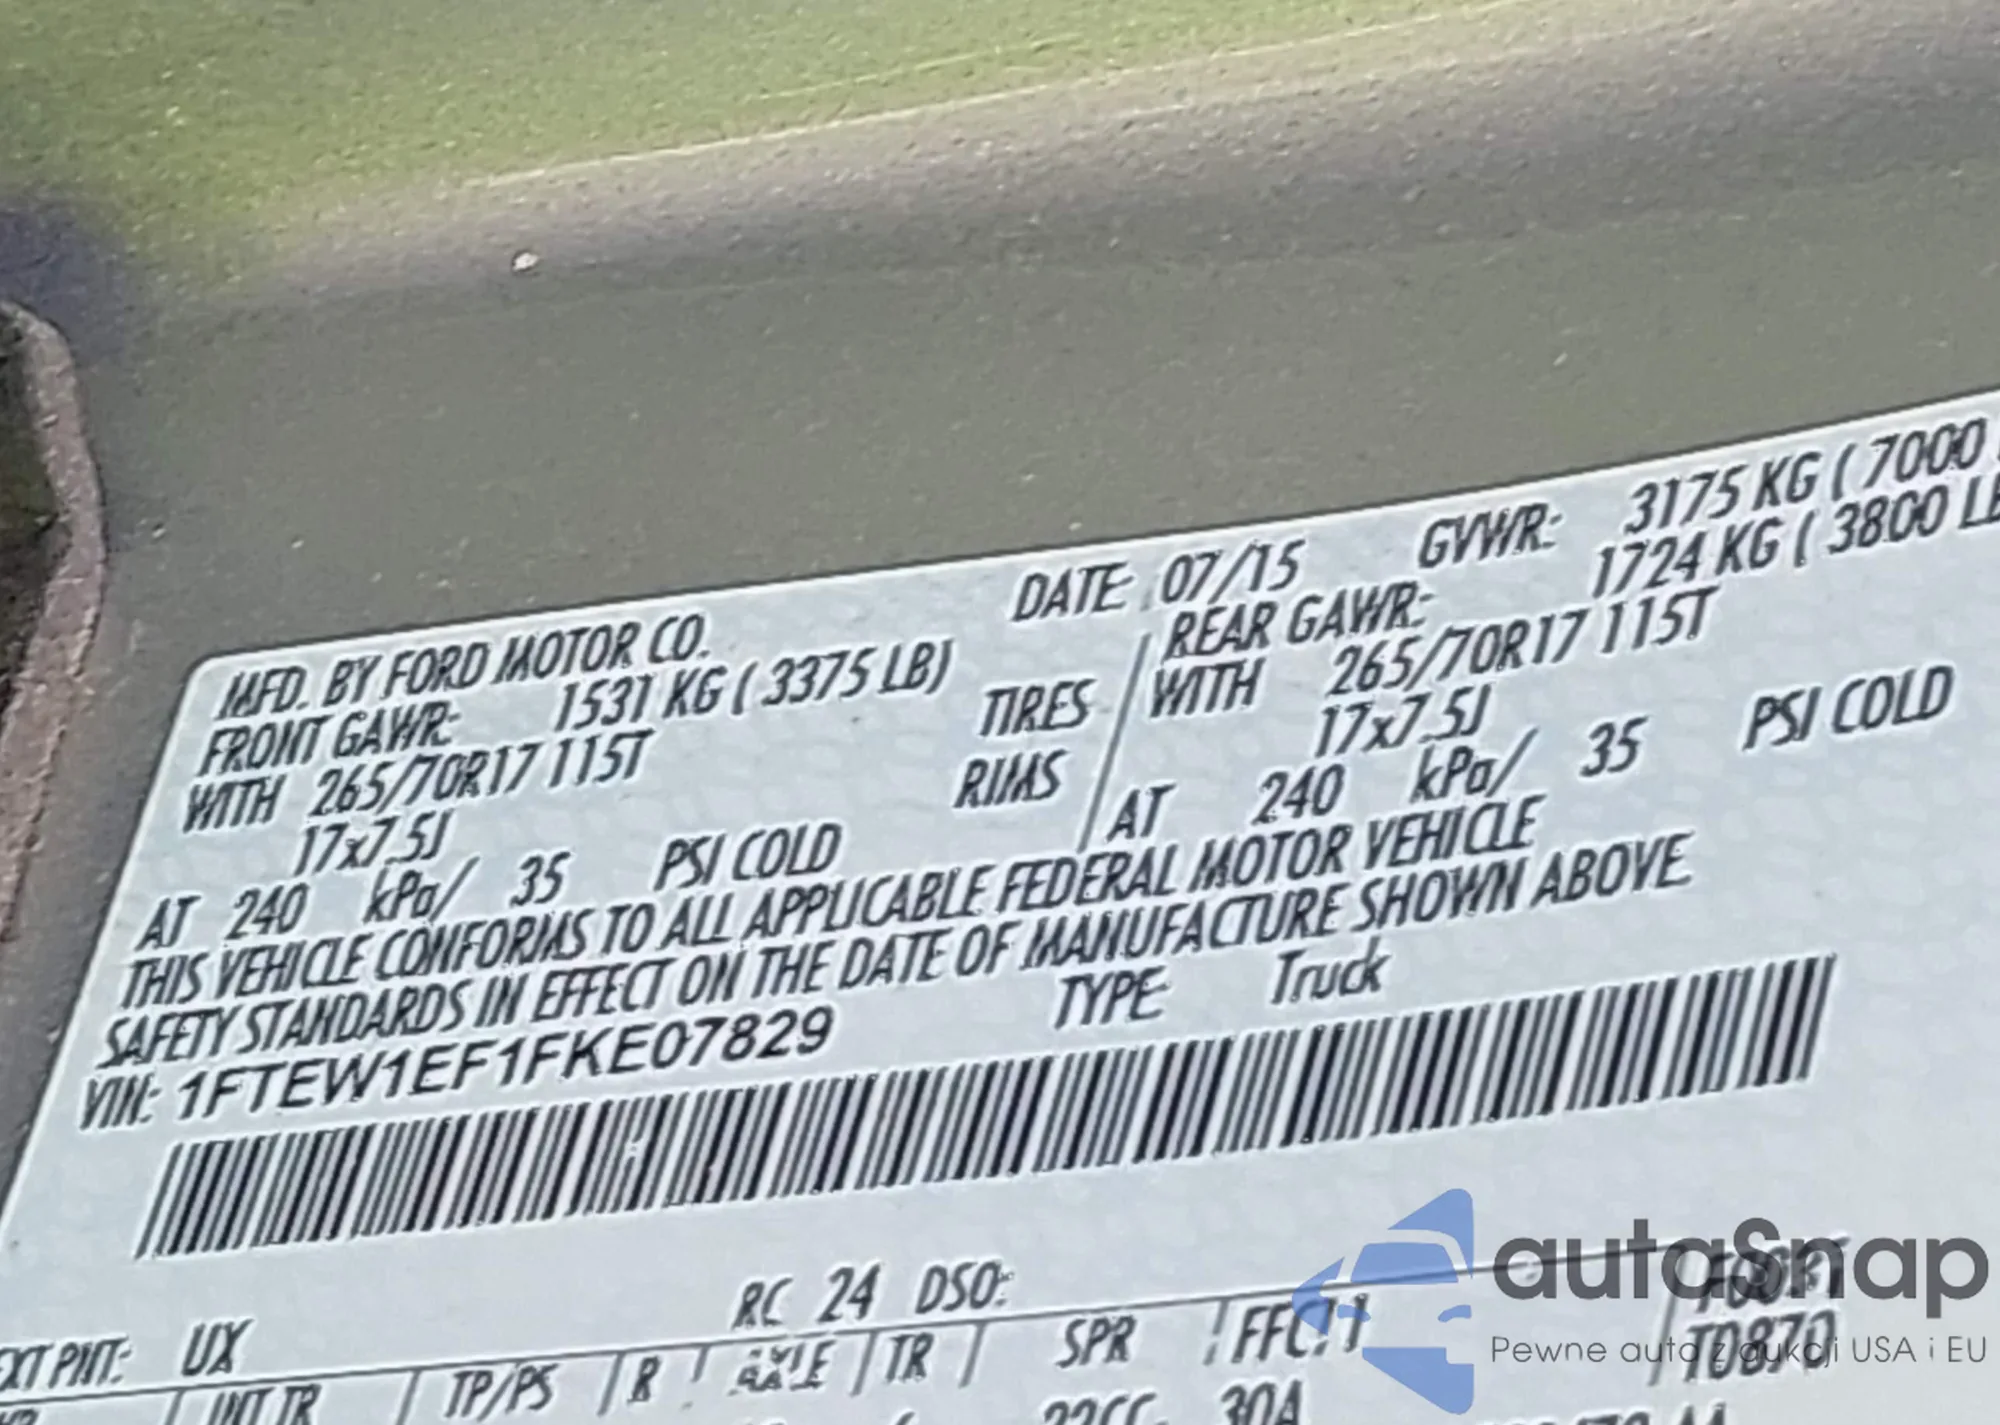 MFD. BY FORD MOTOR CO. DATE: 07/15 GVWR: 3175 KG ( 7000
FRONT GAWR: 1531 KG ( 3375 LB) REAR GAWR: 1724 KG ( 3800 LB
WITH 265/70R17 115T TIRES WITH 265/70R17 115T
17x7.5J RIMS 17x7.5J
AT 240 kPa/ 35 PSI COLD AT 240 kPa/ 35 PSI COLD
THIS VEHICLE CONFORMS TO ALL APPLICABLE FEDERAL MOTOR VEHICLE
SAFETY STANDARDS IN EFFECT ON THE DATE OF MANUFACTURE SHOWN ABOVE
VIN: 1FTEW1EF1FKE07829 TYPE: Truck
EXT PNT: UX RC: 24 DSO:
INT TR TP/PS R AXLE TR SPR
T0870
30A
autaSnap
Pewne auta z aukcji USA i EU